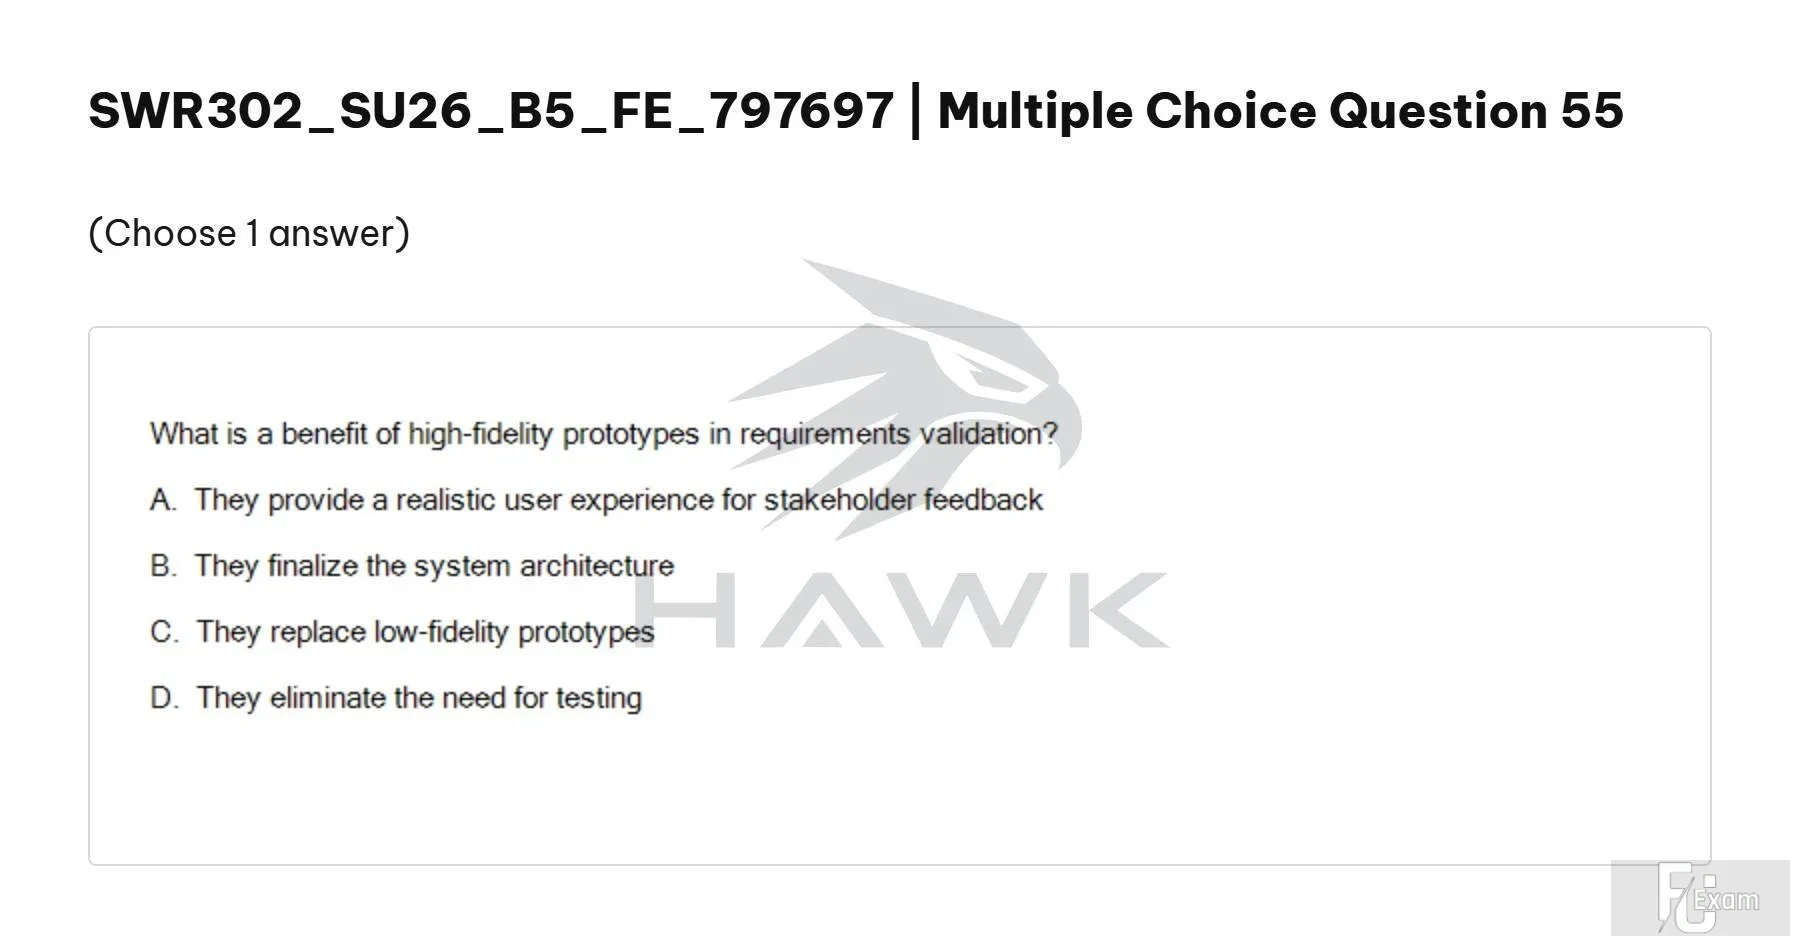 SWR302_SU26_B5_FE_797697 | Multiple Choice Question 55
(Choose 1 answer)
What is a benefit of high-fidelity prototypes in requirements validation?
A. They provide a realistic user experience for stakeholder feedback
B. They finalize the system architecture
C. They replace low-fidelity prototypes
D. They eliminate the need for testing
HAWK
FU Exam